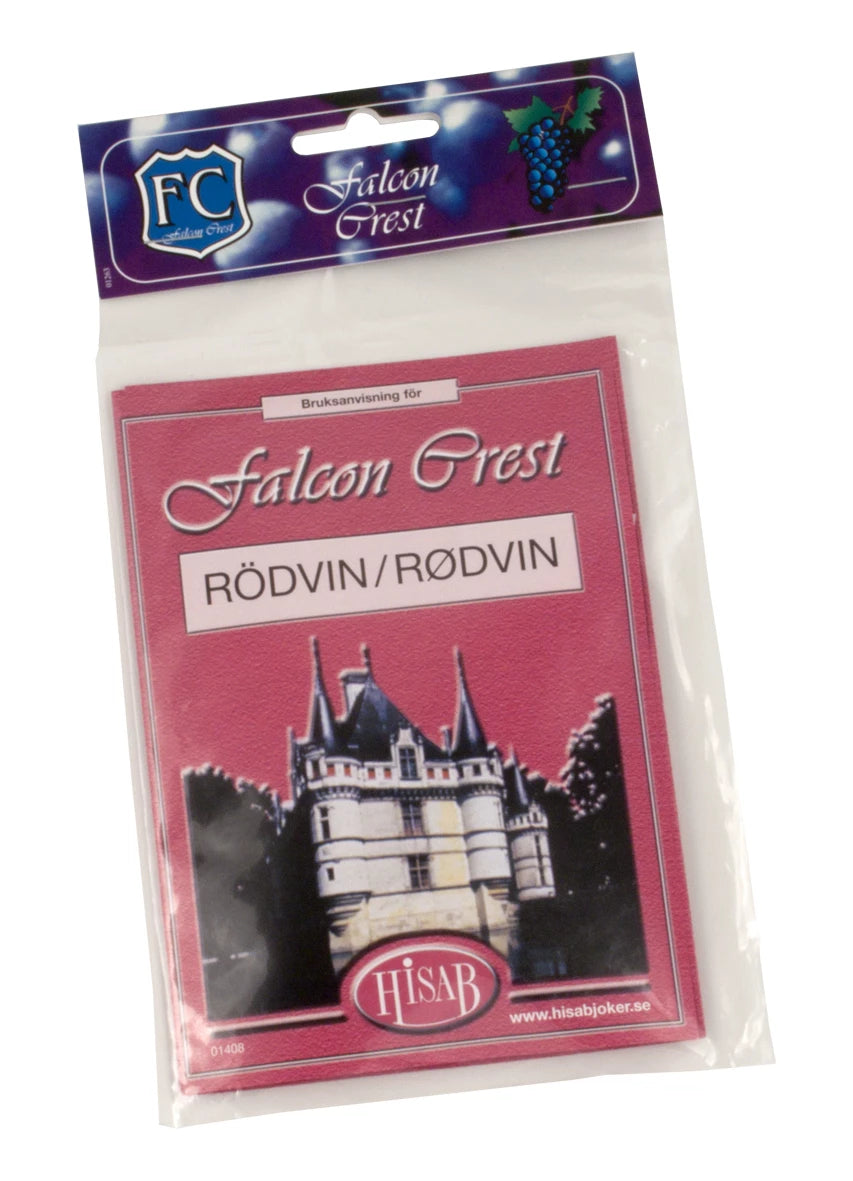 FC
Falcon Crest
Falcon
Crest
01263
Bruksanvisning för
Falcon Crest
RÖDVIN/RØDVIN
HISAB
www.hisabjoker.se
01408